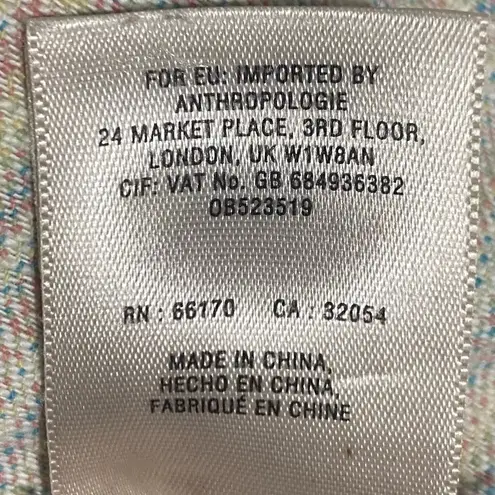 FOR EU: IMPORTED BY
ANTHROPOLOGIE
24 MARKET PLACE, 3RD FLOOR,
LONDON, UK W1W8AN
CIF: VAT No. GB 684936382
OB523519
RN : 66170 CA : 32054
MADE IN CHINA,
HECHO EN CHINA,
FABRIQUÉ EN CHINE